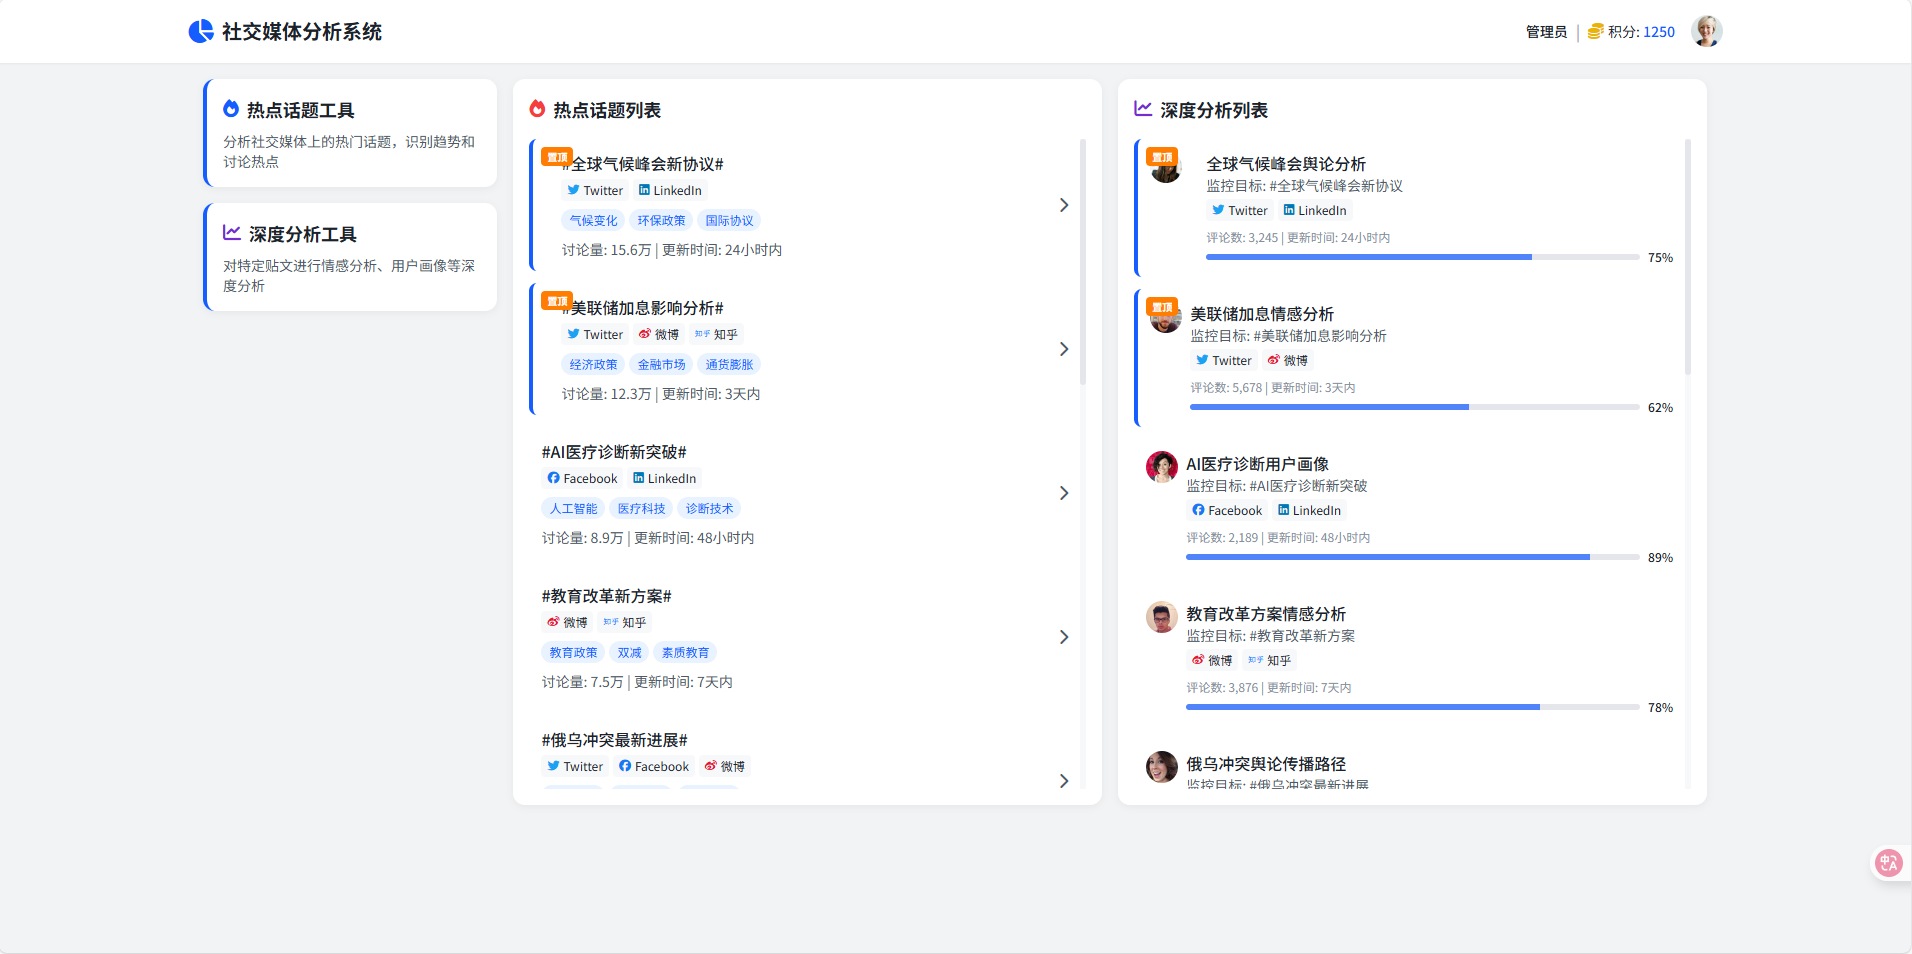 社交媒体分析系统
管理员 | 积分: 1250
热点话题工具
分析社交媒体上的热门话题，识别趋势和
讨论热点
深度分析工具
对特定贴文进行情感分析、用户画像等深
度分析
热点话题列表
置顶
#全球气候峰会新协议#
Twitter LinkedIn
气候变化 环保政策 国际协议
讨论量: 15.6万 | 更新时间: 24小时内
置顶
#美联储加息影响分析#
Twitter 微博 知乎 知乎
经济政策 金融市场 通货膨胀
讨论量: 12.3万 | 更新时间: 3天内
#AI医疗诊断新突破#
Facebook LinkedIn
人工智能 医疗科技 诊断技术
讨论量: 8.9万 | 更新时间: 48小时内
#教育改革新方案#
微博 知乎 知乎
教育政策 双减 素质教育
讨论量: 7.5万 | 更新时间: 7天内
#俄乌冲突最新进展#
Twitter Facebook 微博
深度分析列表
置顶
全球气候峰会舆论分析
监控目标: #全球气候峰会新协议
Twitter LinkedIn
评论数: 3,245 | 更新时间: 24小时内
75%
置顶
美联储加息情感分析
监控目标: #美联储加息影响分析
Twitter 微博
评论数: 5,678 | 更新时间: 3天内
62%
AI医疗诊断用户画像
监控目标: #AI医疗诊断新突破
Facebook LinkedIn
评论数: 2,189 | 更新时间: 48小时内
89%
教育改革方案情感分析
监控目标: #教育改革新方案
微博 知乎 知乎
评论数: 3,876 | 更新时间: 7天内
78%
俄乌冲突舆论传播路径
监控目标: #俄乌冲突最新进展
中 A